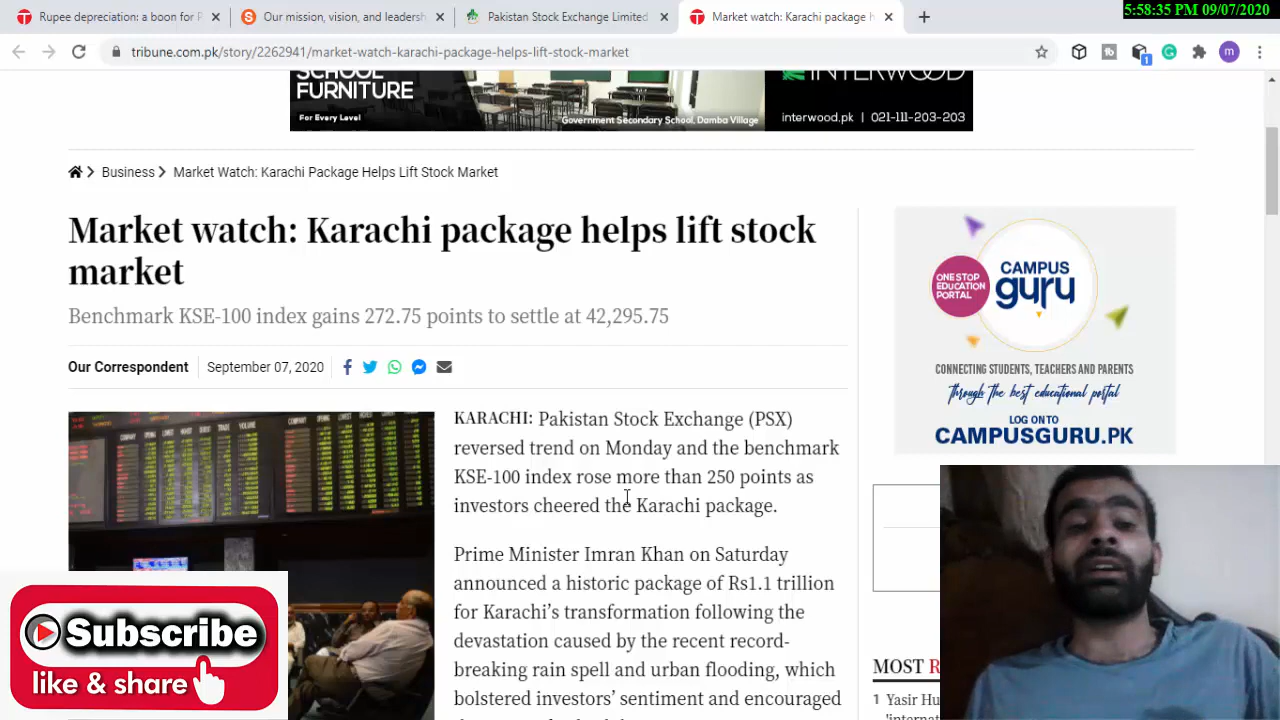 5:58:35 PM 09/07/2020
Rupee depreciation: a boon for P
Our mission, vision, and leadersh
Pakistan Stock Exchange Limited
Market watch: Karachi package h
tribune.com.pk/story/2262941/market-watch-karachi-package-helps-lift-stock-market
m
SCHOOL
FURNITURE
For Every Level
Government Secondary School, Damba Village
INTERWOOD
interwood.pk | 021-111-203-203
Business > Market Watch: Karachi Package Helps Lift Stock Market
Market watch: Karachi package helps lift stock
market
Benchmark KSE-100 index gains 272.75 points to settle at 42,295.75
Our Correspondent
September 07, 2020
KARACHI: Pakistan Stock Exchange (PSX)
reversed trend on Monday and the benchmark
KSE-100 index rose more than 250 points as
investors cheered the Karachi package.
Prime Minister Imran Khan on Saturday
announced a historic package of Rs1.1 trillion
for Karachi's transformation following the
devastation caused by the recent record-
breaking rain spell and urban flooding, which
bolstered investors' sentiment and encouraged
ONE STOP
EDUCATION
PORTAL
CAMPUS
guru
CONNECTING STUDENTS, TEACHERS AND PARENTS
through the best educational portal
LOG ON TO
CAMPUSGURU.PK
MOST R
1 Yasir Hu
Subscribe
like & share